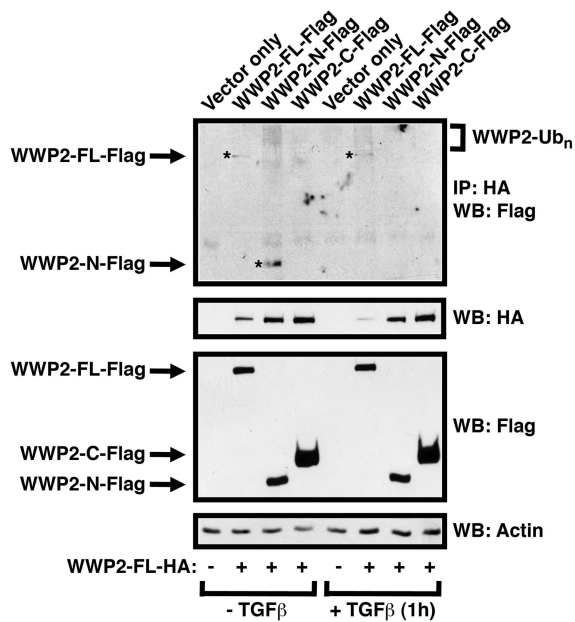 Vector only WWP2-FL-Flag WWP2-N-Flag WWP2-C-Flag Vector only WWP2-FL-Flag WWP2-N-Flag WWP2-C-Flag
WWP2-Ubn
WWP2-FL-Flag * *
IP: HA
WB: Flag
WWP2-N-Flag *
WB: HA
WWP2-FL-Flag
WB: Flag
WWP2-C-Flag
WWP2-N-Flag
WB: Actin
WWP2-FL-HA: - + + + - + + +
- TGFβ + TGFβ (1h)